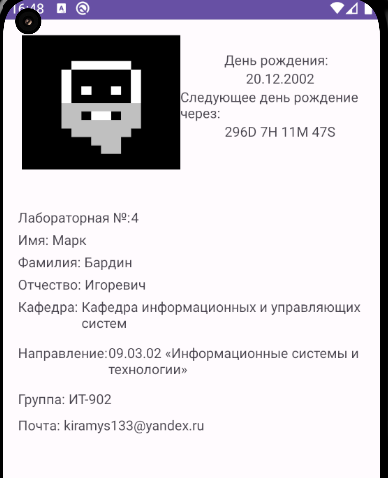 16:48
День рождения:
20.12.2002
Следующее день рождение
через:
296D 7H 11M 47S
Лабораторная №:4
Имя: Марк
Фамилия: Бардин
Отчество: Игоревич
Кафедра: Кафедра информационных и управляющих
систем
Направление:09.03.02 «Информационные системы и
технологии»
Группа: ИТ-902
Почта: kiramys133@yandex.ru